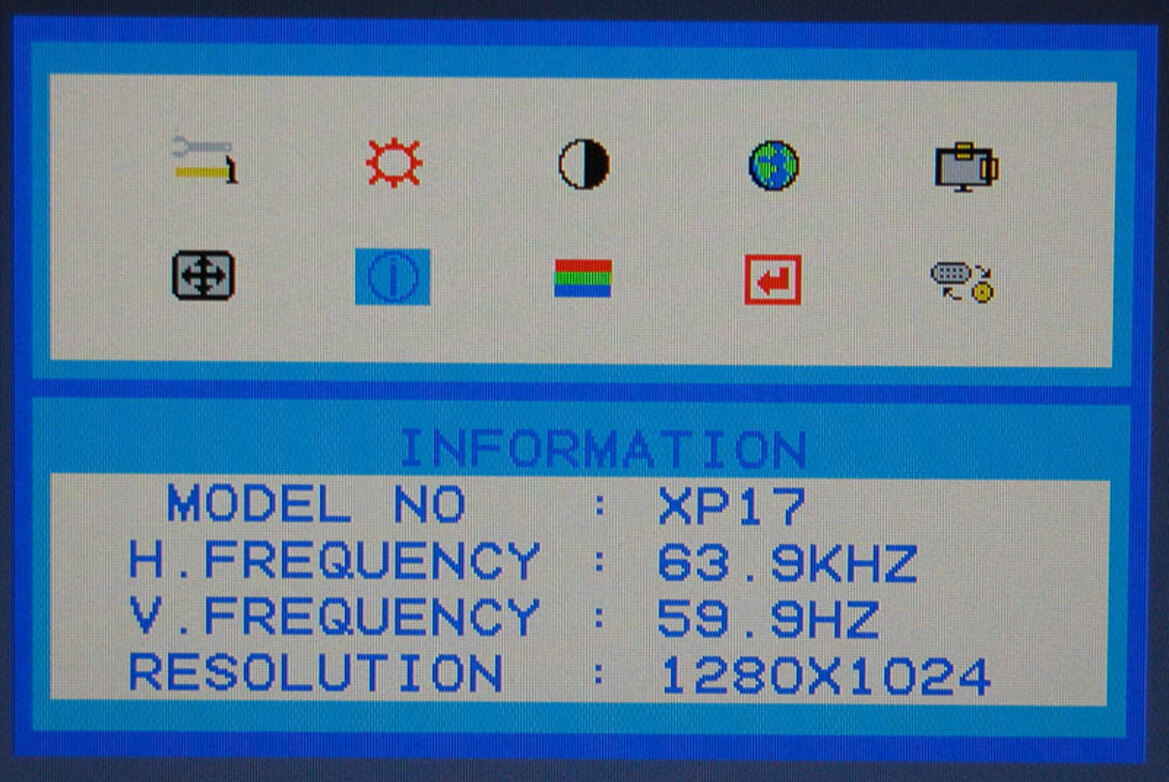 INFORMATION
MODEL NO : XP17
H.FREQUENCY : 63.9KHZ
V.FREQUENCY : 59.9HZ
RESOLUTION : 1280X1024